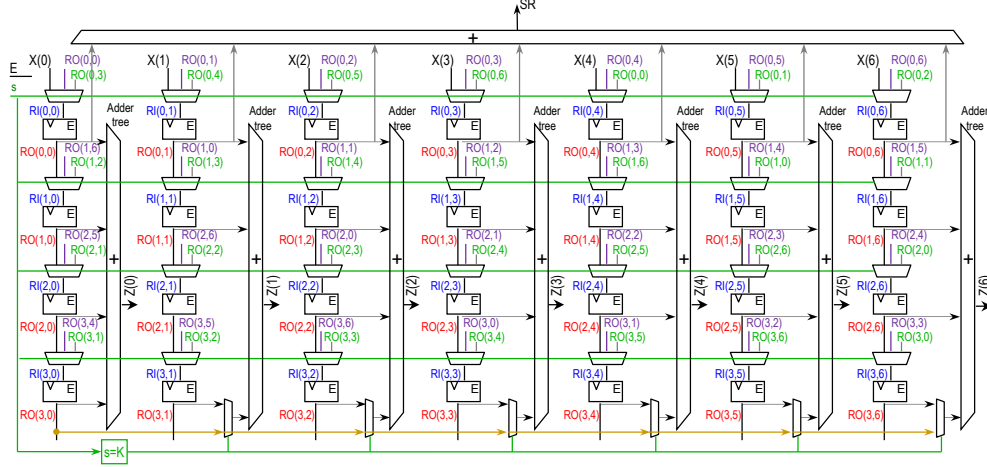 SR
+
X(0) RO(0,0) X(1) RO(0,1) X(2) RO(0,2) X(3) RO(0,3) X(4) RO(0,4) X(5) RO(0,5) X(6) RO(0,6)
E RO(0,3) RO(0,4) RO(0,5) RO(0,6) RO(0,0) RO(0,1) RO(0,2)
s
RI(0,0) E Adder tree RI(0,1) E Adder tree RI(0,2) E Adder tree RI(0,3) E Adder tree RI(0,4) E Adder tree RI(0,5) E Adder tree RI(0,6) E Adder tree
RO(0,0) RO(1,6) RO(0,1) RO(1,0) RO(0,2) RO(1,1) RO(0,3) RO(1,2) RO(0,4) RO(1,3) RO(0,5) RO(1,4) RO(0,6) RO(1,5)
RO(1,2) RO(1,3) RO(1,4) RO(1,5) RO(1,6) RO(1,0) RO(1,1)
RI(1,0) E RI(1,1) E RI(1,2) E RI(1,3) E RI(1,4) E RI(1,5) E RI(1,6) E
RO(1,0) RO(2,5) RO(1,1) RO(2,6) RO(1,2) RO(2,0) RO(1,3) RO(2,1) RO(1,4) RO(2,2) RO(1,5) RO(2,3) RO(1,6) RO(2,4)
RO(2,1) RO(2,2) RO(2,3) RO(2,4) RO(2,5) RO(2,6) RO(2,0)
+ + + + + + +
RI(2,0) E Z(0) RI(2,1) E Z(1) RI(2,2) E Z(2) RI(2,3) E Z(3) RI(2,4) E Z(4) RI(2,5) E Z(5) RI(2,6) E Z(6)
RO(2,0) RO(3,4) RO(2,1) RO(3,5) RO(2,2) RO(3,6) RO(2,3) RO(3,0) RO(2,4) RO(3,1) RO(2,5) RO(3,2) RO(2,6) RO(3,3)
RO(3,1) RO(3,2) RO(3,3) RO(3,4) RO(3,5) RO(3,6) RO(3,0)
RI(3,0) E RI(3,1) E RI(3,2) E RI(3,3) E RI(3,4) E RI(3,5) E RI(3,6) E
RO(3,0) RO(3,1) RO(3,2) RO(3,3) RO(3,4) RO(3,5) RO(3,6)
s=K